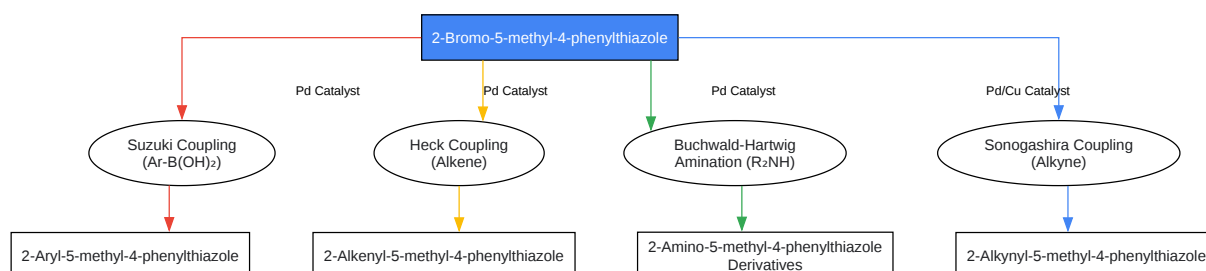 2-Bromo-5-methyl-4-phenylthiazole
Pd Catalyst
Pd Catalyst
Pd Catalyst
Pd/Cu Catalyst
Suzuki Coupling
(Ar-B(OH)₂)
Heck Coupling
(Alkene)
Buchwald-Hartwig
Amination (R₂NH)
Sonogashira Coupling
(Alkyne)
2-Aryl-5-methyl-4-phenylthiazole
2-Alkenyl-5-methyl-4-phenylthiazole
2-Amino-5-methyl-4-phenylthiazole
Derivatives
2-Alkynyl-5-methyl-4-phenylthiazole